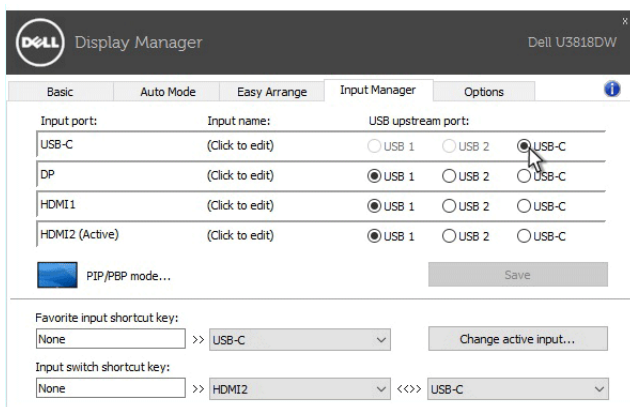 DELL Display Manager Dell U3818DW
Basic Auto Mode Easy Arrange Input Manager Options
Input port: Input name: USB upstream port:
USB-C (Click to edit) USB 1 USB 2 USB-C
DP (Click to edit) USB 1 USB 2 USB-C
HDMI1 (Click to edit) USB 1 USB 2 USB-C
HDMI2 (Active) (Click to edit) USB 1 USB 2 USB-C
PIP/PBP mode... Save
Favorite input shortcut key:
None >> USB-C Change active input...
Input switch shortcut key:
None >> HDMI2 <<>> USB-C